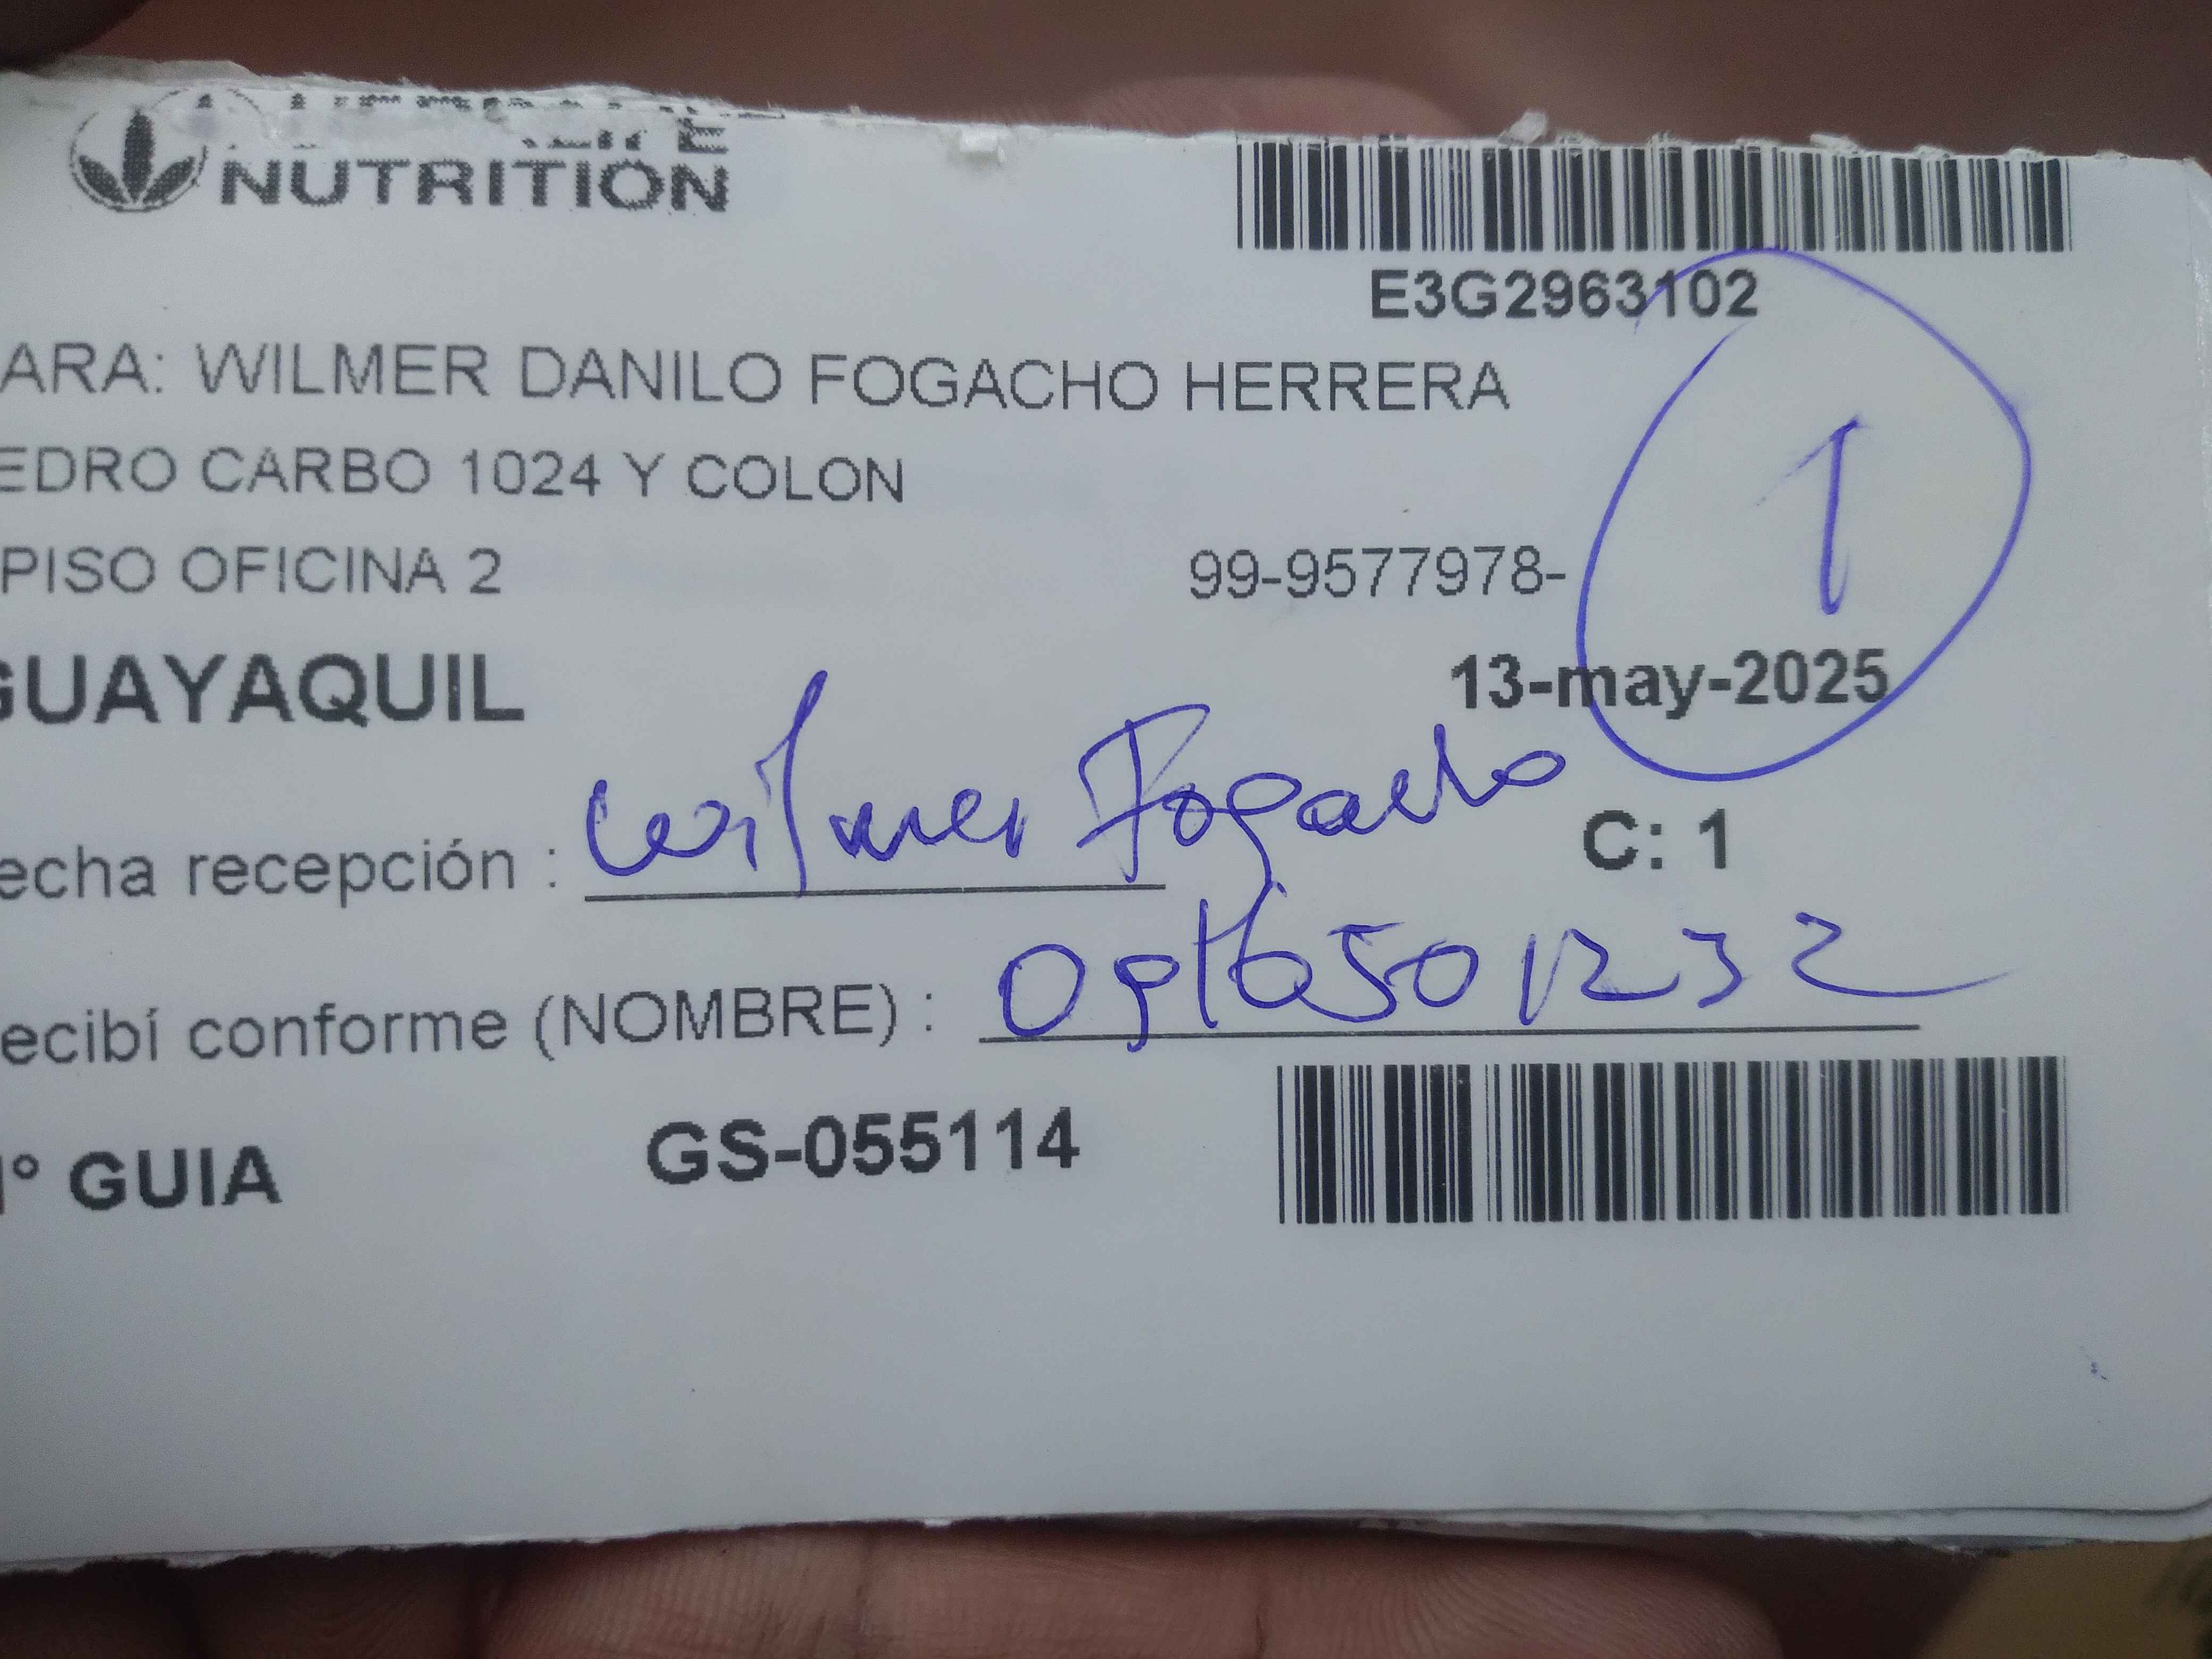 NUTRITION
E3G2963102
ARA: WILMER DANILO FOGACHO HERRERA
EDRO CARBO 1024 Y COLON
1
PISO OFICINA 2 99-9577978-
GUAYAQUIL 13-may-2025
echa recepción : Wilmer Fogacho C: 1
ecibí conforme (NOMBRE) : 0916501232
N° GUIA GS-055114